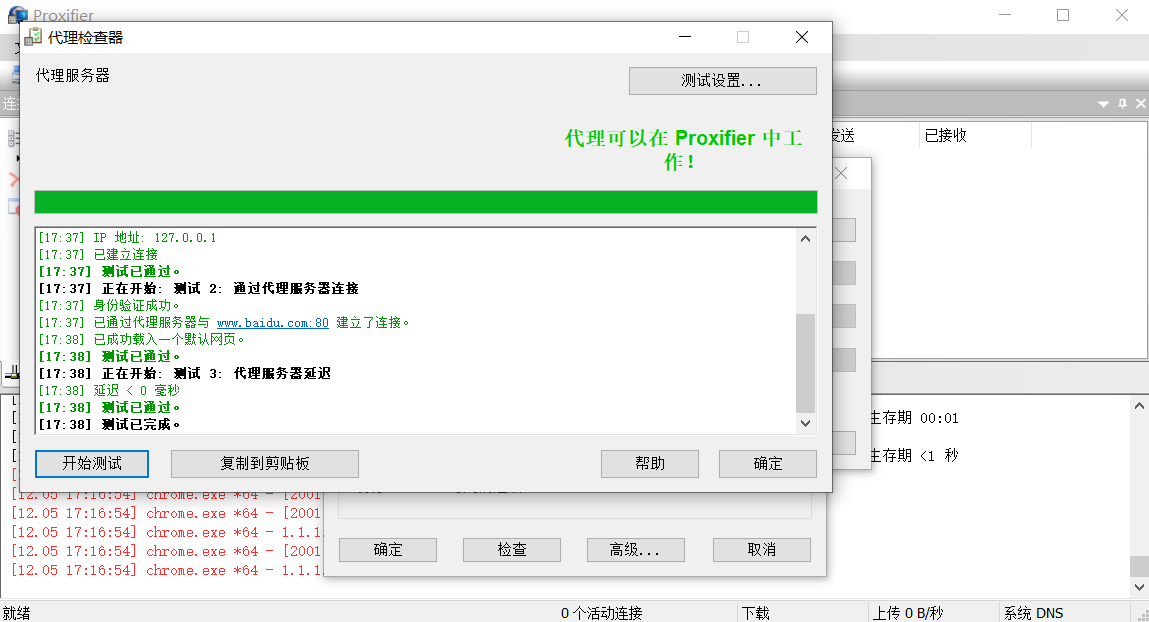 Proxifier
代理检查器
代理服务器
测试设置...
代理可以在 Proxifier 中工
作！
发送
已接收
[17:37] IP 地址: 127.0.0.1
[17:37] 已建立连接
[17:37] 测试已通过。
[17:37] 正在开始: 测试 2: 通过代理服务器连接
[17:37] 身份验证成功。
[17:37] 已通过代理服务器与 www.baidu.com:80 建立了连接。
[17:38] 已成功载入一个默认网页。
[17:38] 测试已通过。
[17:38] 正在开始: 测试 3: 代理服务器延迟
[17:38] 延迟 < 0 毫秒
[17:38] 测试已通过。
[17:38] 测试已完成。
开始测试
复制到剪贴板
帮助
确定
生存期 00:01
生存期 <1 秒
[12.05 17:16:54] chrome.exe *64 - [2001
[12.05 17:16:54] chrome.exe *64 - [2001
[12.05 17:16:54] chrome.exe *64 - 1.1.1.
[12.05 17:16:54] chrome.exe *64 - [2001
[12.05 17:16:54] chrome.exe *64 - 1.1.1.
确定
检查
高级...
取消
就绪
0 个活动连接
下载
上传 0 B/秒
系统 DNS